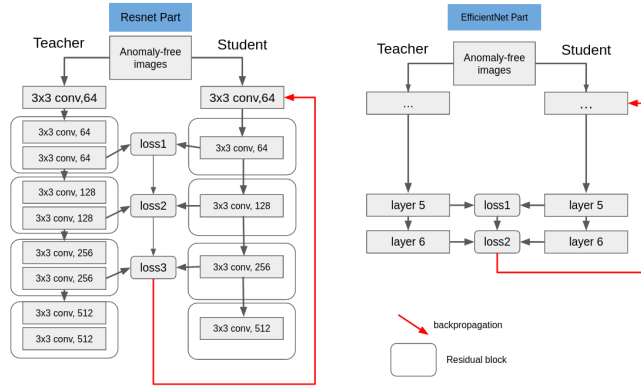 Resnet Part
Teacher
Anomaly-free
images
Student
3x3 conv,64
3x3 conv,64
3x3 conv, 64
3x3 conv, 64
loss1
3x3 conv, 64
3x3 conv, 128
3x3 conv, 128
loss2
3x3 conv, 128
3x3 conv, 256
3x3 conv, 256
loss3
3x3 conv, 256
3x3 conv, 512
3x3 conv, 512
3x3 conv, 512
EfficientNet Part
Teacher
Anomaly-free
images
Student
...
...
layer 5
loss1
layer 5
layer 6
loss2
layer 6
backpropagation
Residual block